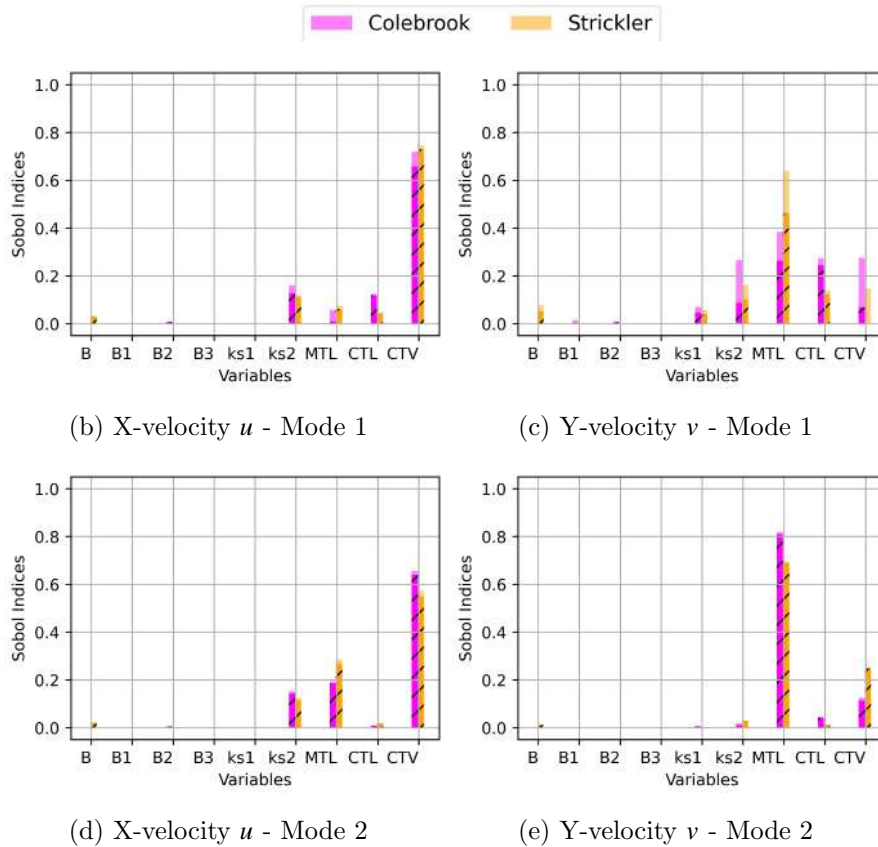 Colebrook Strickler
1.0
0.8
0.6
0.4
0.2
0.0
Sobol Indices
B B1 B2 B3 ks1 ks2 MTL CTL CTV
Variables
(b) X-velocity u - Mode 1
1.0
0.8
0.6
0.4
0.2
0.0
Sobol Indices
B B1 B2 B3 ks1 ks2 MTL CTL CTV
Variables
(c) Y-velocity v - Mode 1
1.0
0.8
0.6
0.4
0.2
0.0
Sobol Indices
B B1 B2 B3 ks1 ks2 MTL CTL CTV
Variables
(d) X-velocity u - Mode 2
1.0
0.8
0.6
0.4
0.2
0.0
Sobol Indices
B B1 B2 B3 ks1 ks2 MTL CTL CTV
Variables
(e) Y-velocity v - Mode 2